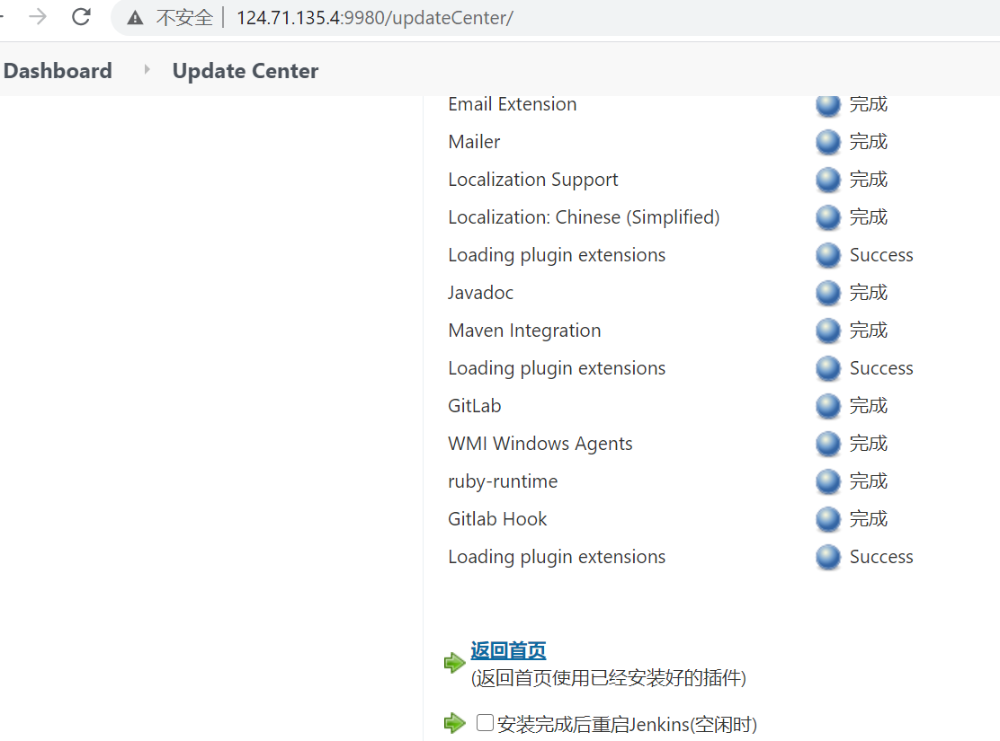 不安全 124.71.135.4:9980/updateCenter/
Dashboard Update Center
Email Extension 完成
Mailer 完成
Localization Support 完成
Localization: Chinese (Simplified) 完成
Loading plugin extensions Success
Javadoc 完成
Maven Integration 完成
Loading plugin extensions Success
GitLab 完成
WMI Windows Agents 完成
ruby-runtime 完成
Gitlab Hook 完成
Loading plugin extensions Success
返回首页
(返回首页使用已经安装好的插件)
安装完成后重启Jenkins(空闲时)